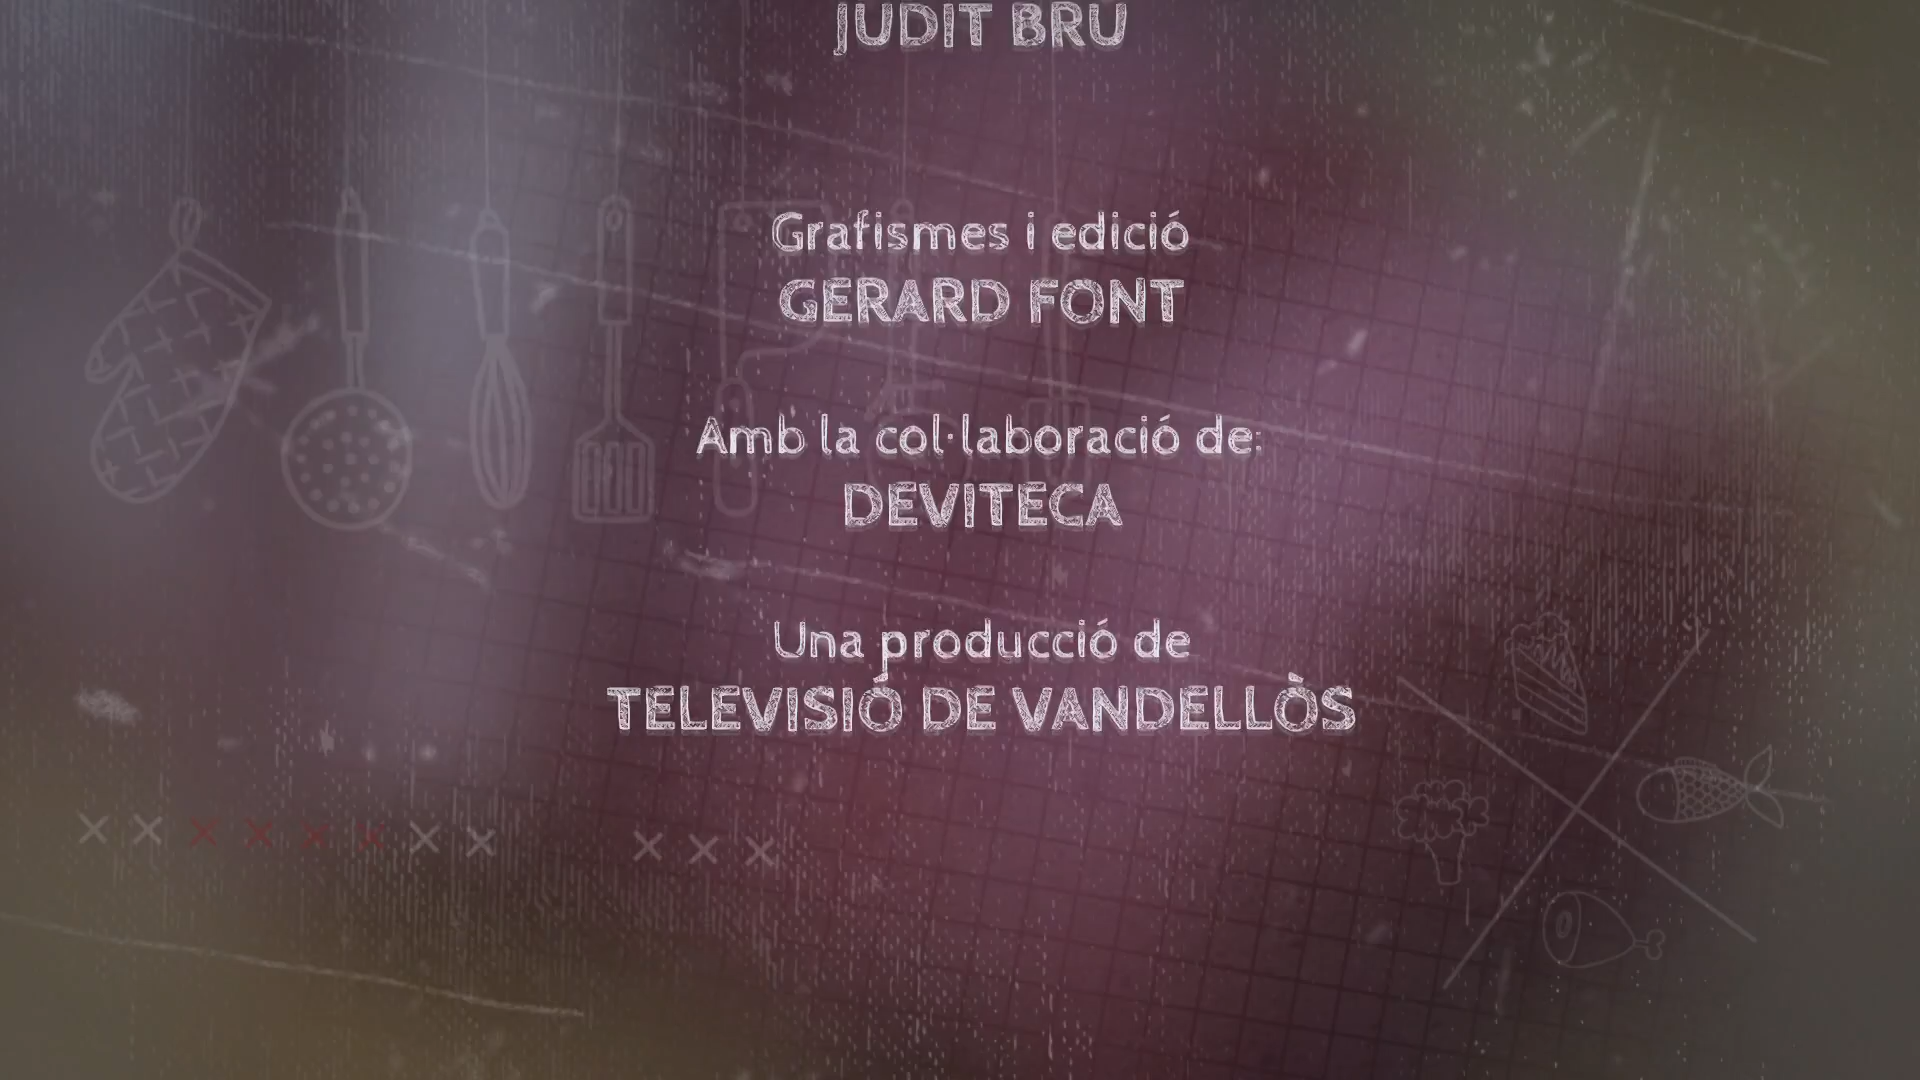 JUDIT BRU
Grafismes i edició
GERARD FONT
Amb la col·laboració de:
DEVITECA
Una producció de
TELEVISIÓ DE VANDELLÒS